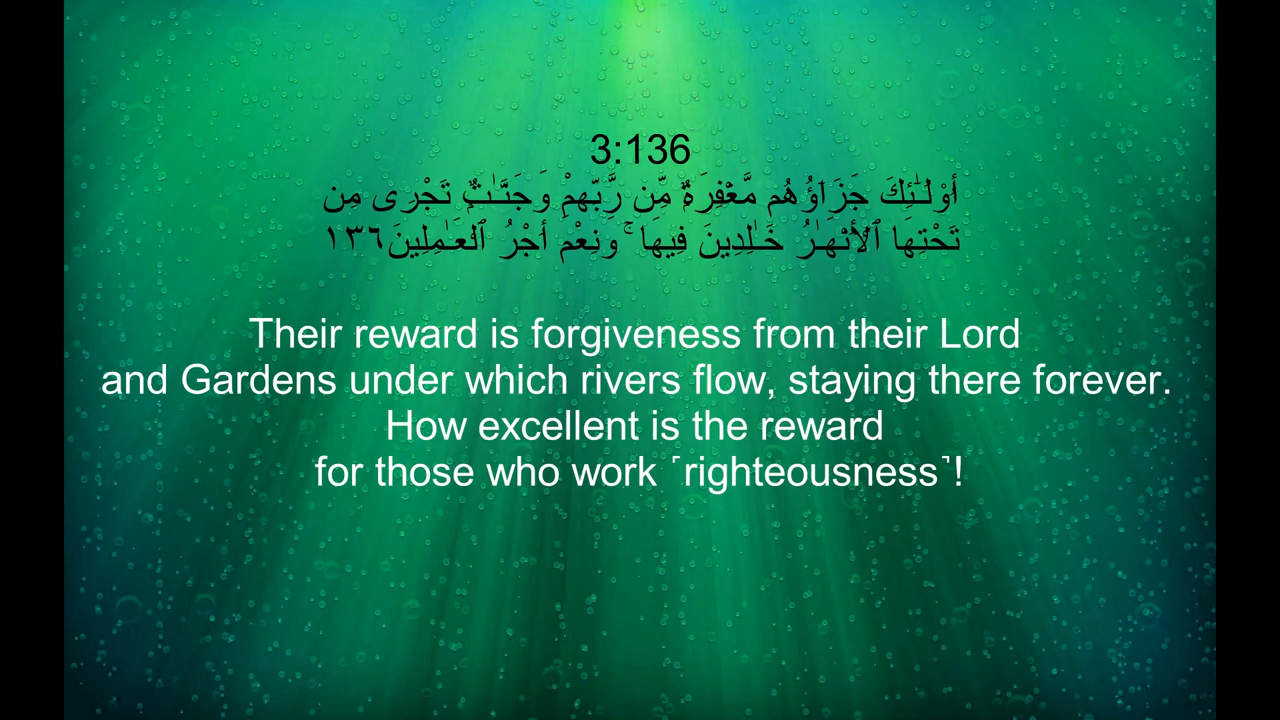 3:136
أُو۟لَـٰٓئِكَ جَزَآؤُهُم مَّغْفِرَةٌ مِّن رَّبِّهِمْ وَجَنَّـٰتٌ تَجْرِى مِن
تَحْتِهَا ٱلْأَنْهَـٰرُ خَـٰلِدِينَ فِيهَا ۚ وَنِعْمَ أَجْرُ ٱلْعَـٰمِلِينَ ١٣٦
Their reward is forgiveness from their Lord
and Gardens under which rivers flow, staying there forever.
How excellent is the reward
for those who work ˹righteousness˺!